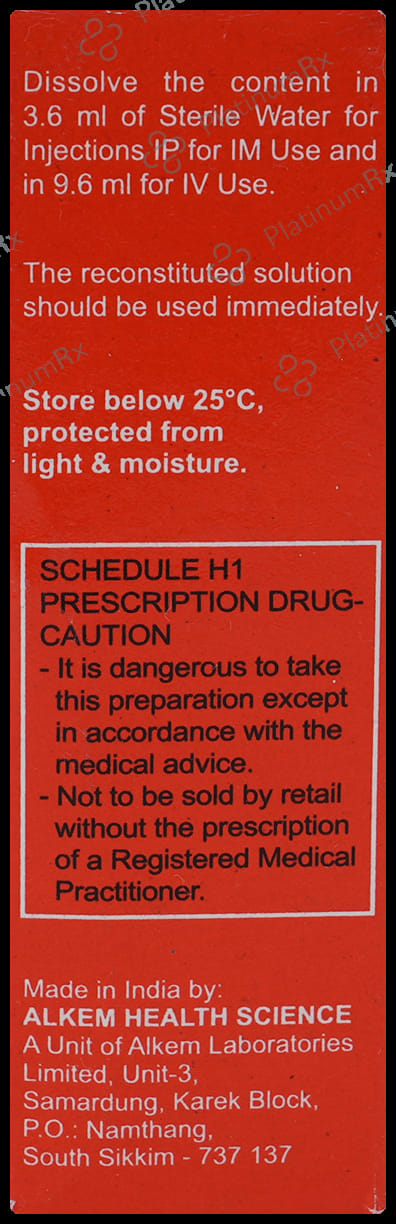 Dissolve the content in
3.6 ml of Sterile Water for
Injections IP for IM Use and
in 9.6 ml for IV Use.
The reconstituted solution
should be used immediately.
Store below 25°C,
protected from
light & moisture.
SCHEDULE H1
PRESCRIPTION DRUG-
CAUTION
- It is dangerous to take
this preparation except
in accordance with the
medical advice.
- Not to be sold by retail
without the prescription
of a Registered Medical
Practitioner.
Made in India by:
ALKEM HEALTH SCIENCE
A Unit of Alkem Laboratories
Limited, Unit-3,
Samardung, Karek Block,
P.O.: Namthang,
South Sikkim - 737 137
PlatinumRx
PlatinumRx